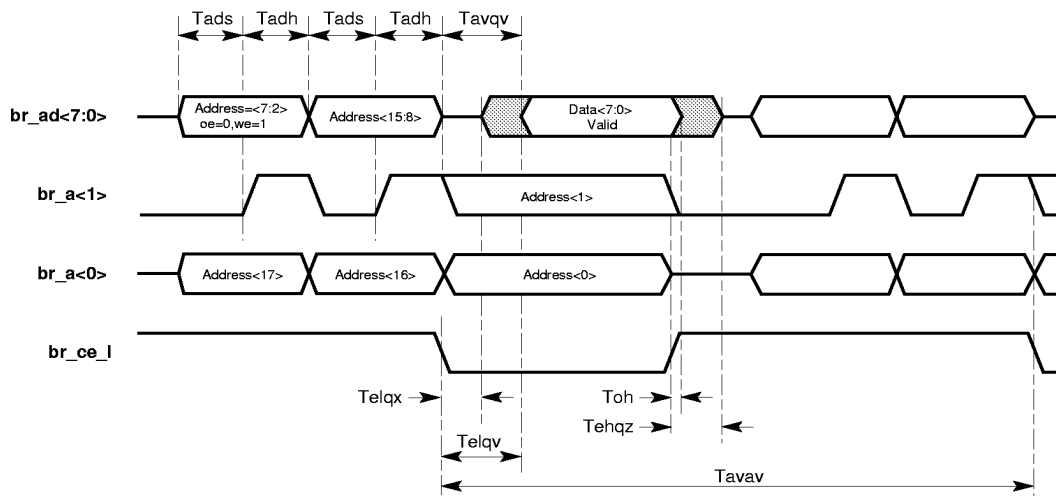 Tads Tadh Tads Tadh Tavqv
br_ad<7:0>
Address=<7:2>
oe=0,we=1
Address<15:8>
Data<7:0>
Valid
br_a<1>
Address<1>
br_a<0>
Address<17>
Address<16>
Address<0>
br_ce_l
Telqx
Toh
Tehqz
Telqv
Tavav